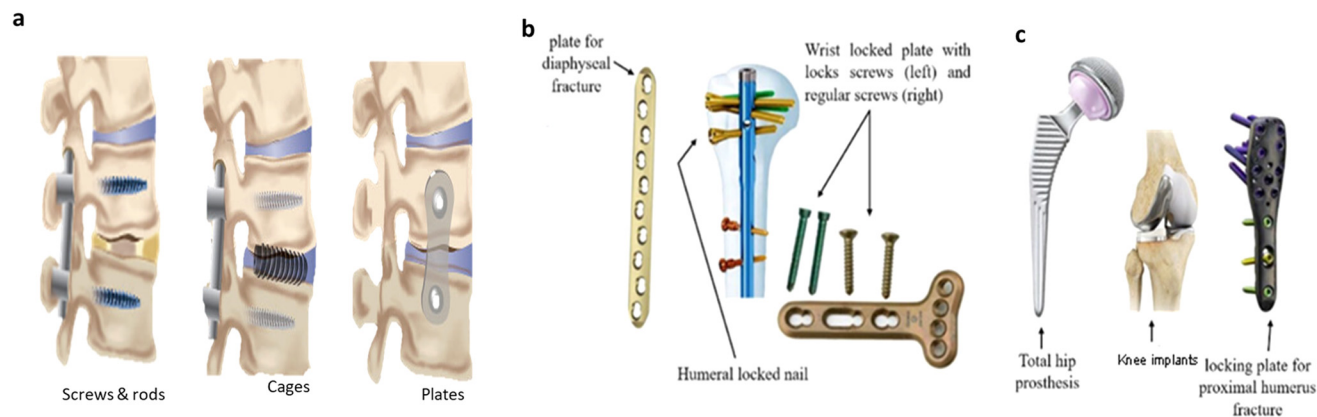 a
Screws & rods
Cages
Plates
b
plate for
diaphyseal
fracture
Wrist locked plate with
locks screws (left) and
regular screws (right)
Humeral locked nail
c
Total hip
prosthesis
Knee implants
locking plate for
proximal humerus
fracture